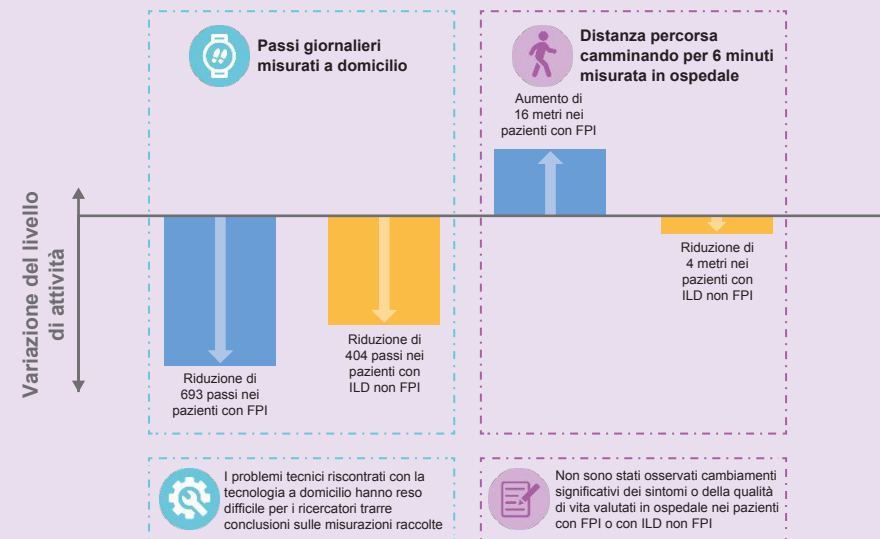 Passi giornalieri
misurati a domicilio
Distanza percorsa
camminando per 6 minuti
misurata in ospedale
Aumento di
16 metri nei
pazienti con FPI
Variazione del livello
di attività
Riduzione di
693 passi nei
pazienti con FPI
Riduzione di
404 passi nei
pazienti con
ILD non FPI
Riduzione di
4 metri nei
pazienti con
ILD non FPI
I problemi tecnici riscontrati con la
tecnologia a domicilio hanno reso
difficile per i ricercatori trarre
conclusioni sulle misurazioni raccolte
Non sono stati osservati cambiamenti
significativi dei sintomi o della qualità
di vita valutati in ospedale nei pazienti
con FPI o con ILD non FPI